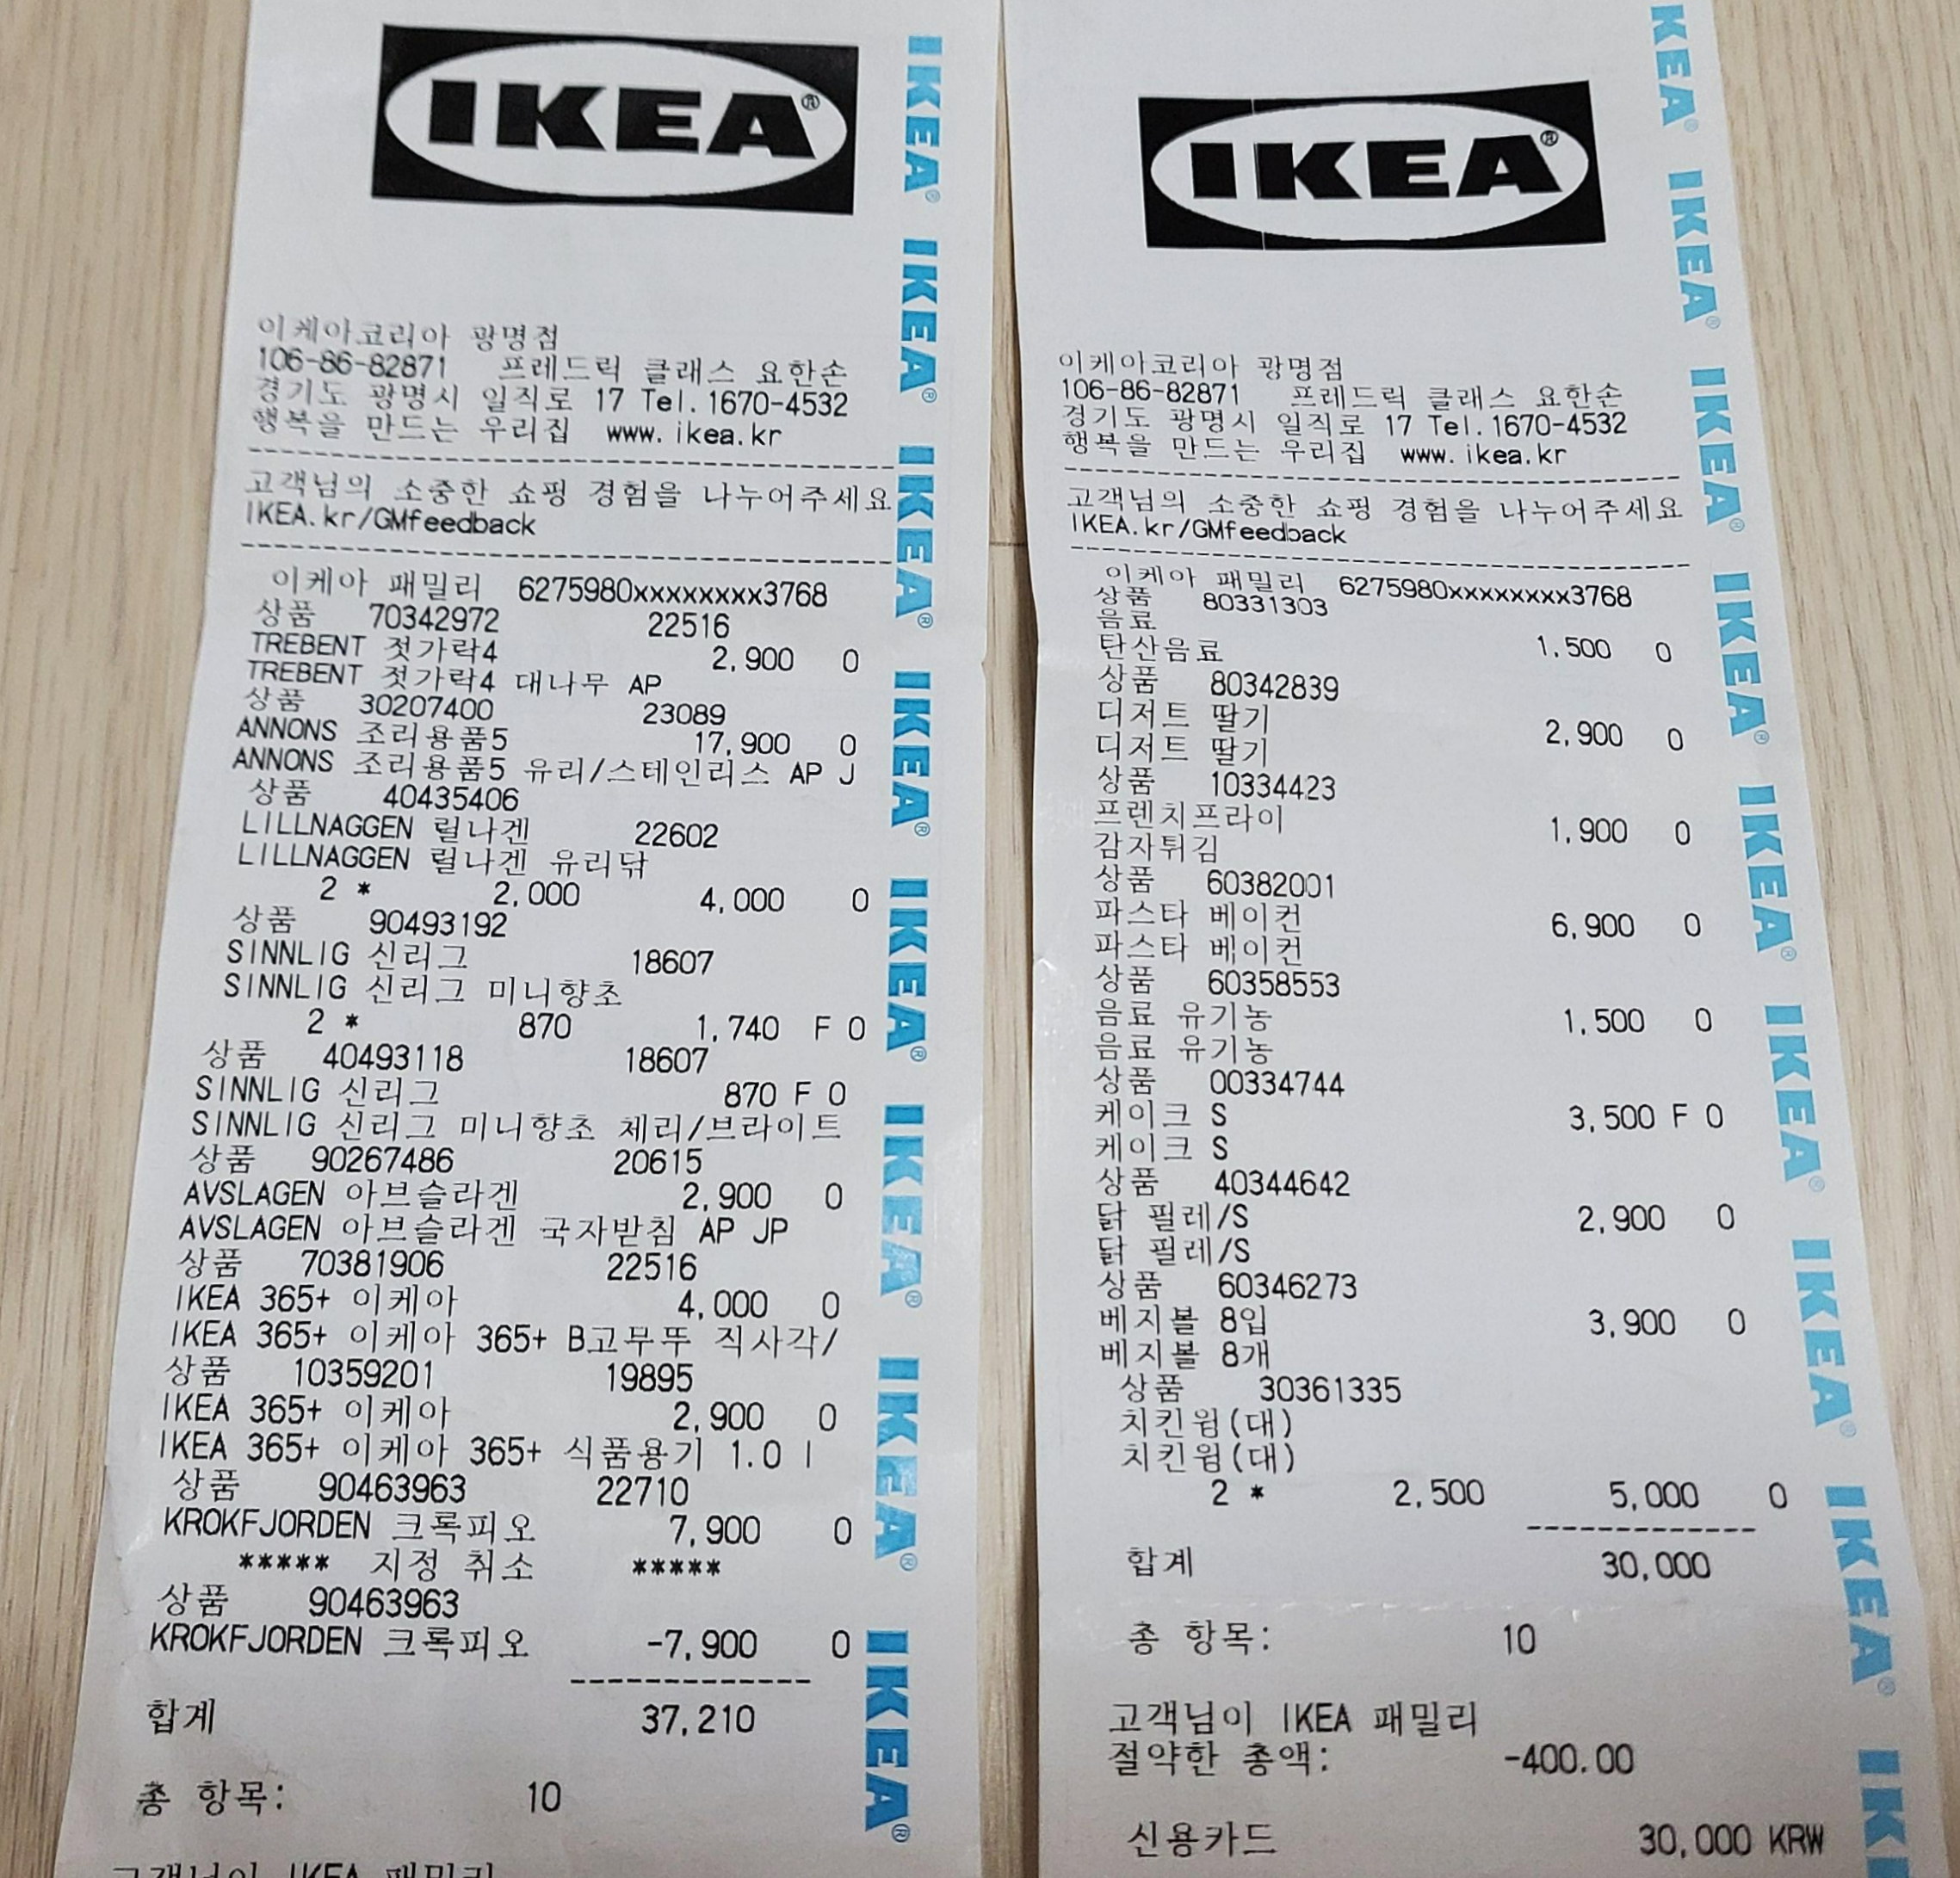 IKEA®
이케아코리아 광명점
106-86-82871 프레드릭 클래스 요한손
경기도 광명시 일직로 17 Tel. 1670-4532
행복을 만드는 우리집 www.ikea.kr
고객님의 소중한 쇼핑 경험을 나누어주세요
IKEA.kr/GMfeedback
이케아 패밀리 6275980xxxxxxxxx3768
상품 70342972 22516
TREBENT 젓가락4 2,900 0
TREBENT 젓가락4 대나무 AP
상품 30207400 23089
ANNONS 조리용품5 17,900 0
ANNONS 조리용품5 유리/스테인리스 AP J
상품 40435406
LILLNAGGEN 릴나겐 22602
LILLNAGGEN 릴나겐 유리닦
2 * 2,000 4,000 0
상품 90493192
SINNLIG 신리그 18607
SINNLIG 신리그 미니향초
2 * 870 1,740 F 0
상품 40493118 18607
SINNLIG 신리그 870 F 0
SINNLIG 신리그 미니향초 체리/브라이트
상품 90267486 20615
AVSLAGEN 아브슬라겐 2,900 0
AVSLAGEN 아브슬라겐 국자받침 AP JP
상품 70381906 22516
IKEA 365+ 이케아 4,000 0
IKEA 365+ 이케아 365+ B고무뚜 직사각/
상품 10359201 19895
IKEA 365+ 이케아 2,900 0
IKEA 365+ 이케아 365+ 식품용기 1.0 l
상품 90463963 22710
KROKFJORDEN 크록피오 7,900 0
***** 지정 취소 *****
상품 90463963
KROKFJORDEN 크록피오 -7,900 0
합계 37,210
총 항목: 10
고객님이 IKEA 패밀리
IKEA® IKEA® IKEA® IKEA® IKEA® IKEA® IKEA® IKEA®
IKEA®
이케아코리아 광명점
106-86-82871 프레드릭 클래스 요한손
경기도 광명시 일직로 17 Tel. 1670-4532
행복을 만드는 우리집 www.ikea.kr
고객님의 소중한 쇼핑 경험을 나누어주세요
IKEA.kr/GMfeedback
이케아 패밀리 6275980xxxxxxxxx3768
상품 80331303
음료
탄산음료 1,500 0
상품 80342839
디저트 딸기 2,900 0
디저트 딸기
상품 10334423
프렌치프라이 1,900 0
감자튀김
상품 60382001
파스타 베이컨 6,900 0
파스타 베이컨
상품 60358553
음료 유기농 1,500 0
음료 유기농
상품 00334744
케이크 S 3,500 F 0
케이크 S
상품 40344642
닭 필레/S 2,900 0
닭 필레/S
상품 60346273
베지볼 8입 3,900 0
베지볼 8개
상품 30361335
치킨윙(대)
치킨윙(대)
2 * 2,500 5,000 0
합계 30,000
총 항목: 10
고객님이 IKEA 패밀리
절약한 총액: -400.00
신용카드 30,000 KRW
KEA® IKEA® IKEA® IKEA® IKEA® IKEA® IKEA® IKEA® IK